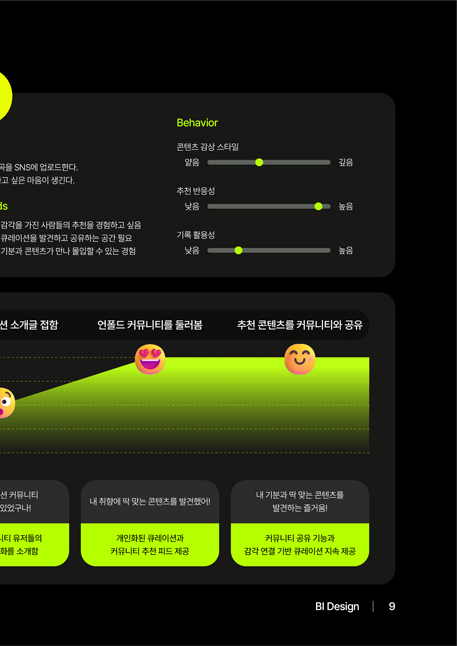 Behavior
콘텐츠 감상 스타일
얕음 깊음
추천 반응성
낮음 높음
기록 활용성
낮음 높음
곡을 SNS에 업로드한다.
고 싶은 마음이 생긴다.
ds
감각을 가진 사람들의 추천을 경험하고 싶음
큐레이션을 발견하고 공유하는 공간 필요
기분과 콘텐츠가 만나 몰입할 수 있는 경험
션 소개글 접함
언폴드 커뮤니티를 둘러봄
추천 콘텐츠를 커뮤니티와 공유
션 커뮤니티
있었구나!
니티 유저들의
화를 소개함
내 취향에 딱 맞는 콘텐츠를 발견했어!
개인화된 큐레이션과
커뮤니티 추천 피드 제공
내 기분과 딱 맞는 콘텐츠를
발견하는 즐거움!
커뮤니티 공유 기능과
감각 연결 기반 큐레이션 지속 제공
BI Design | 9